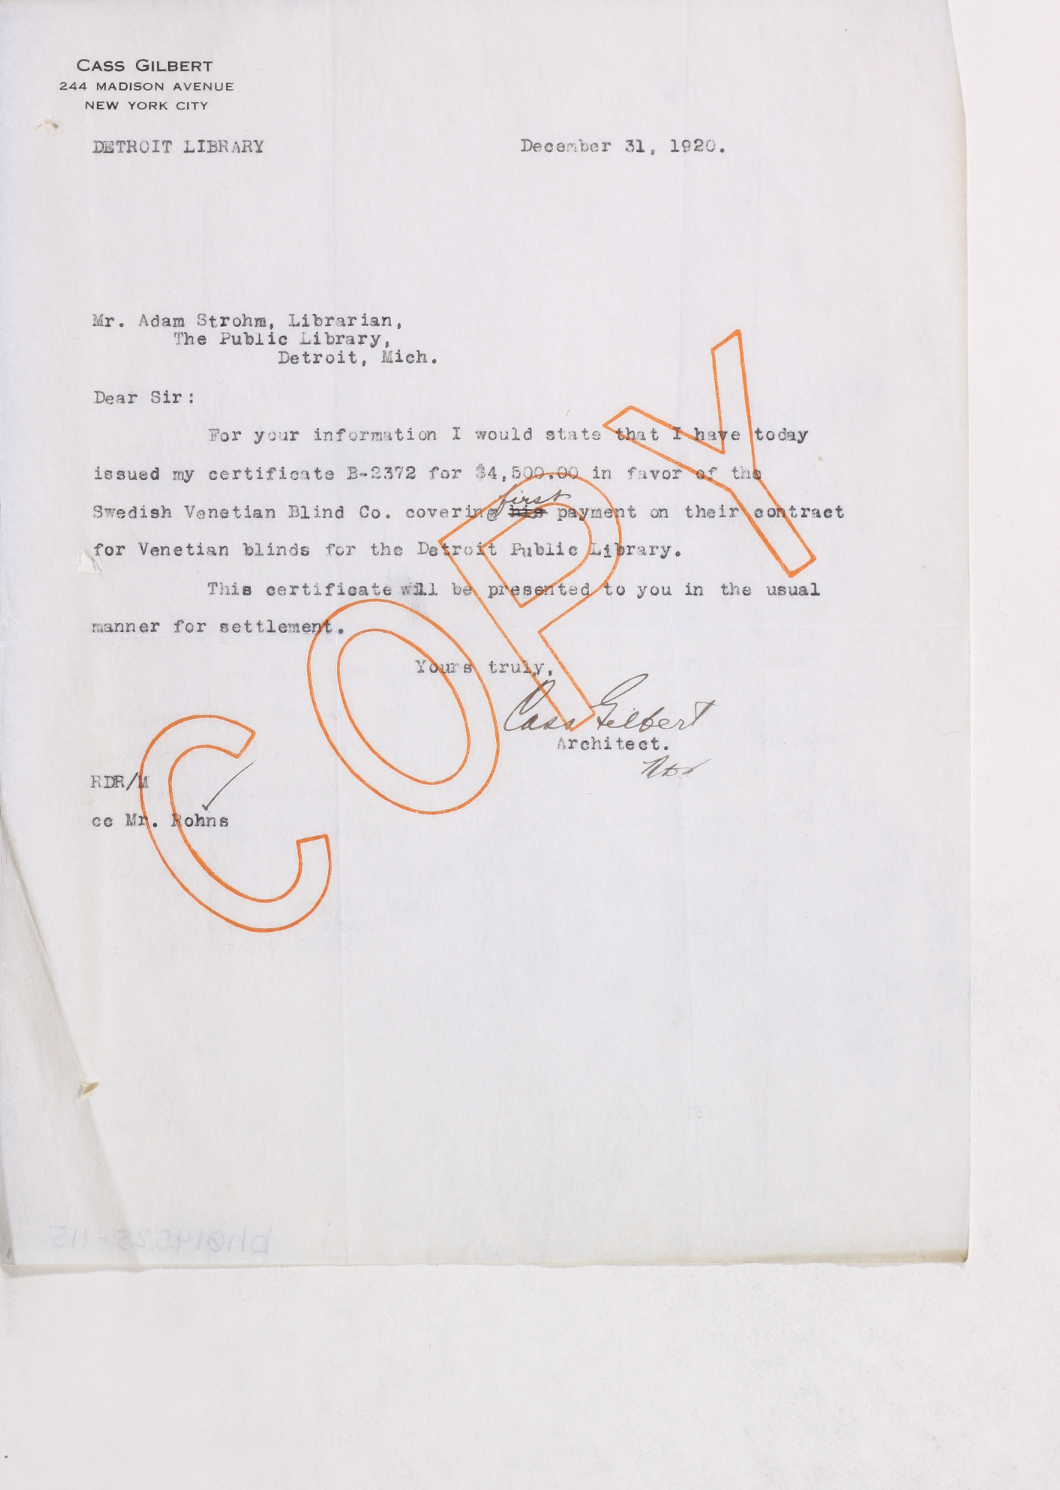 CASS GILBERT
244 MADISON AVENUE
NEW YORK CITY
DETROIT LIBRARY December 31, 1920.
Mr. Adam Strohm, Librarian,
The Public Library,
Detroit, Mich.
Dear Sir:
For your information I would state that I have today
issued my certificate B-2372 for $4,500.00 in favor of the
first
Swedish Venetian Blind Co. covering his payment on their contract
for Venetian blinds for the Detroit Public Library.
This certificate will be presented to you in the usual
manner for settlement.
Yours truly,
Cass Gilbert
Architect.
RDR/M
cc Mr. Rohns
COPY